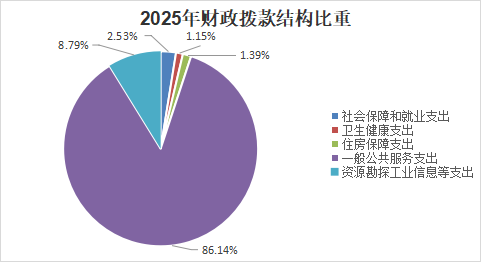 2025年财政拨款结构比重
2.53%
1.15%
8.79%
1.39%
社会保障和就业支出
卫生健康支出
住房保障支出
一般公共服务支出
资源勘探工业信息等支出
86.14%